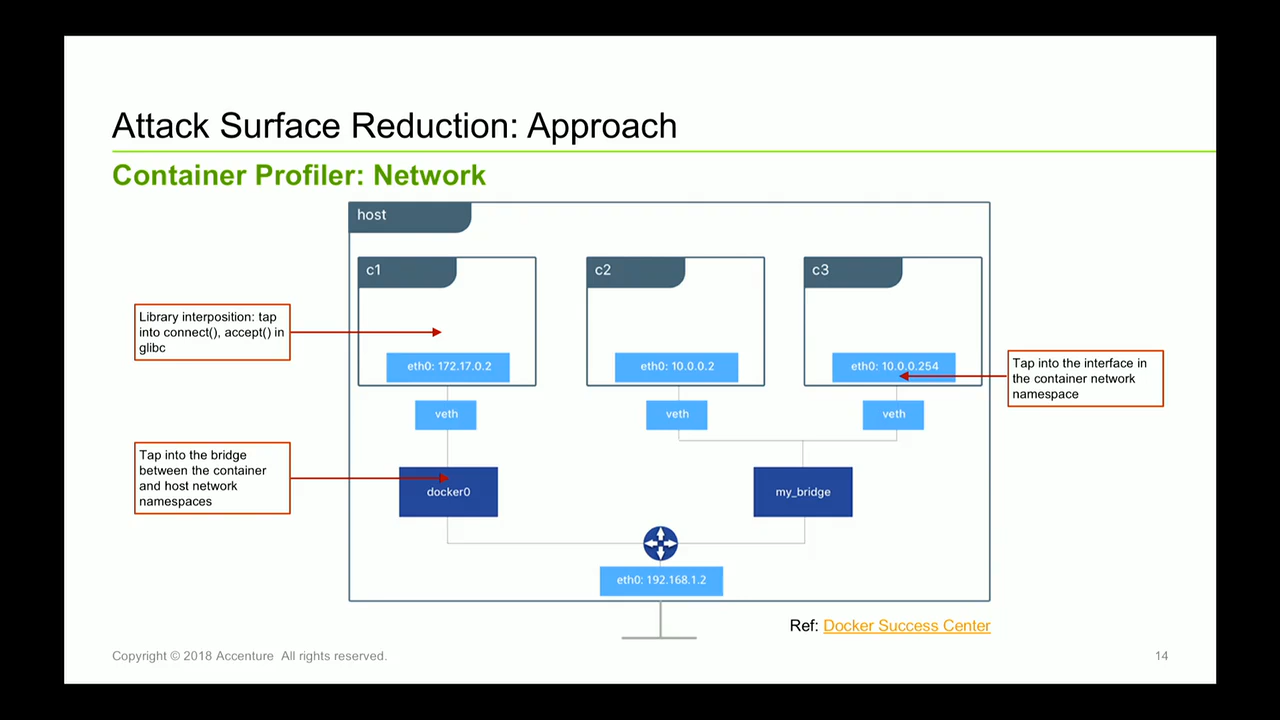 Attack Surface Reduction: Approach
Container Profiler: Network
host
c1
c2
c3
Library interposition: tap
into connect(), accept() in
glibc
eth0: 172.17.0.2
eth0: 10.0.0.2
eth0: 10.0.0.254
Tap into the interface in
the container network
namespace
veth
veth
veth
Tap into the bridge
between the container
and host network
namespaces
docker0
my_bridge
eth0: 192.168.1.2
Ref: Docker Success Center
Copyright © 2018 Accenture All rights reserved.
14